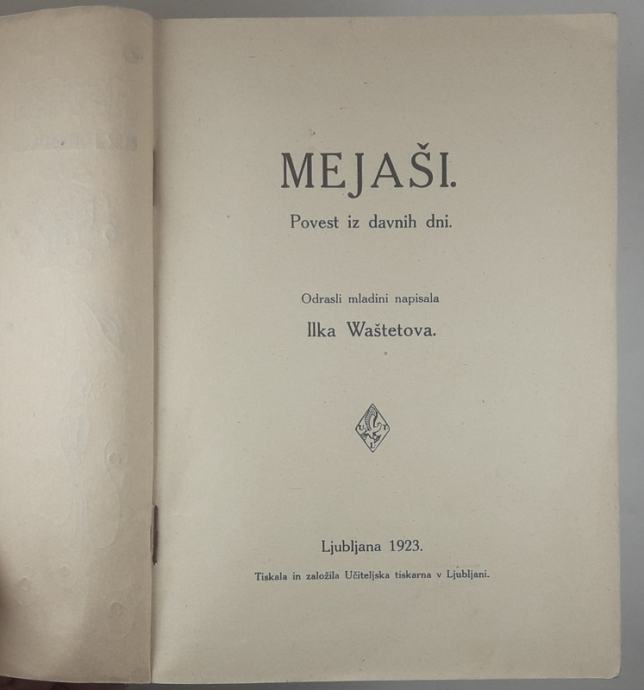 MEJAŠI.
Povest iz davnih dni.
Odrasli mladini napisala
Ilka Waštetova.
Ljubljana 1923.
Tiskala in založila Učiteljska tiskarna v Ljubljani.